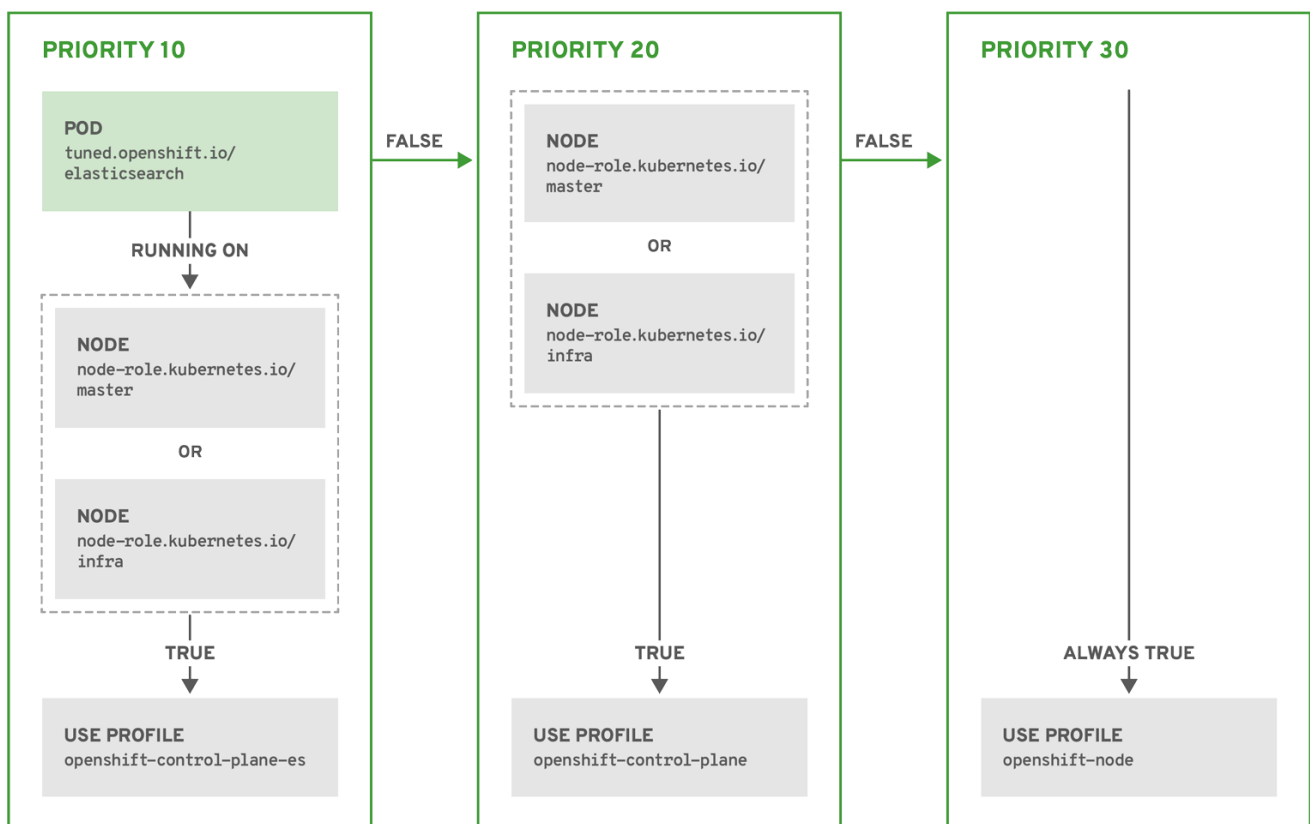 PRIORITY 10
POD
tuned.openshift.io/
elasticsearch
RUNNING ON
NODE
node-role.kubernetes.io/
master
OR
NODE
node-role.kubernetes.io/
infra
TRUE
USE PROFILE
openshift-control-plane-es
FALSE
PRIORITY 20
NODE
node-role.kubernetes.io/
master
OR
NODE
node-role.kubernetes.io/
infra
TRUE
USE PROFILE
openshift-control-plane
FALSE
PRIORITY 30
ALWAYS TRUE
USE PROFILE
openshift-node